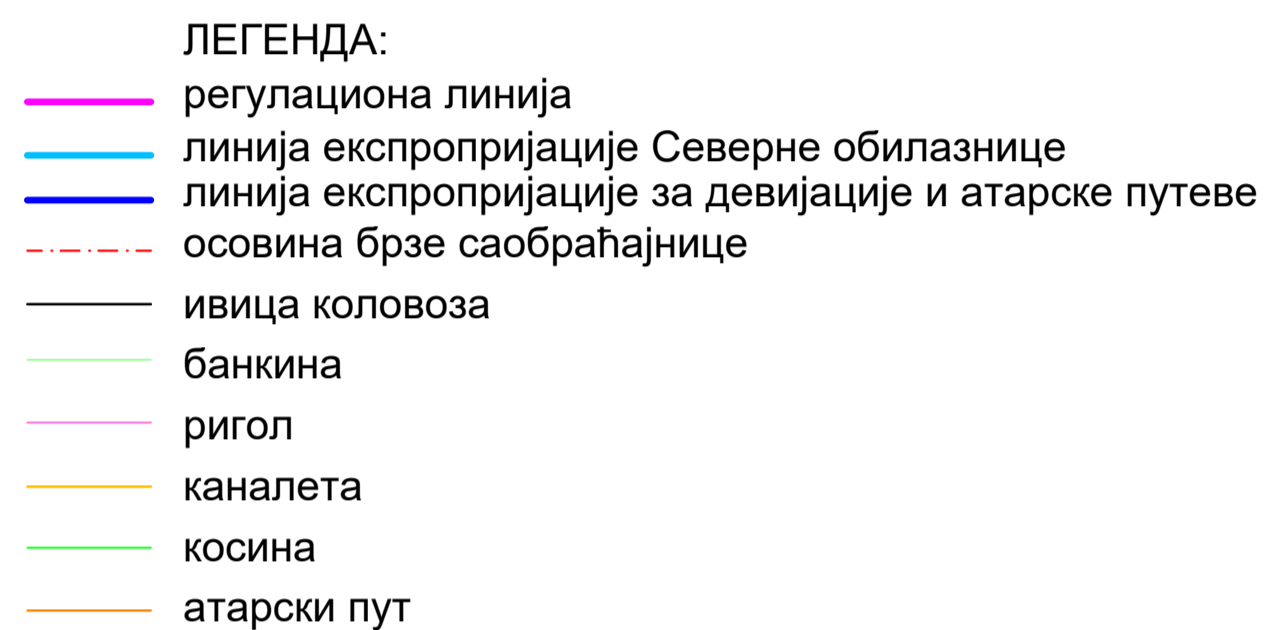 ЛЕГЕНДА:
регулациона линија
линија експропријације Северне обилазнице
линија експропријације за девијације и атарске путеве
осовина брзе саобраћајнице
ивица коловоза
банкина
ригол
каналета
косина
атарски пут